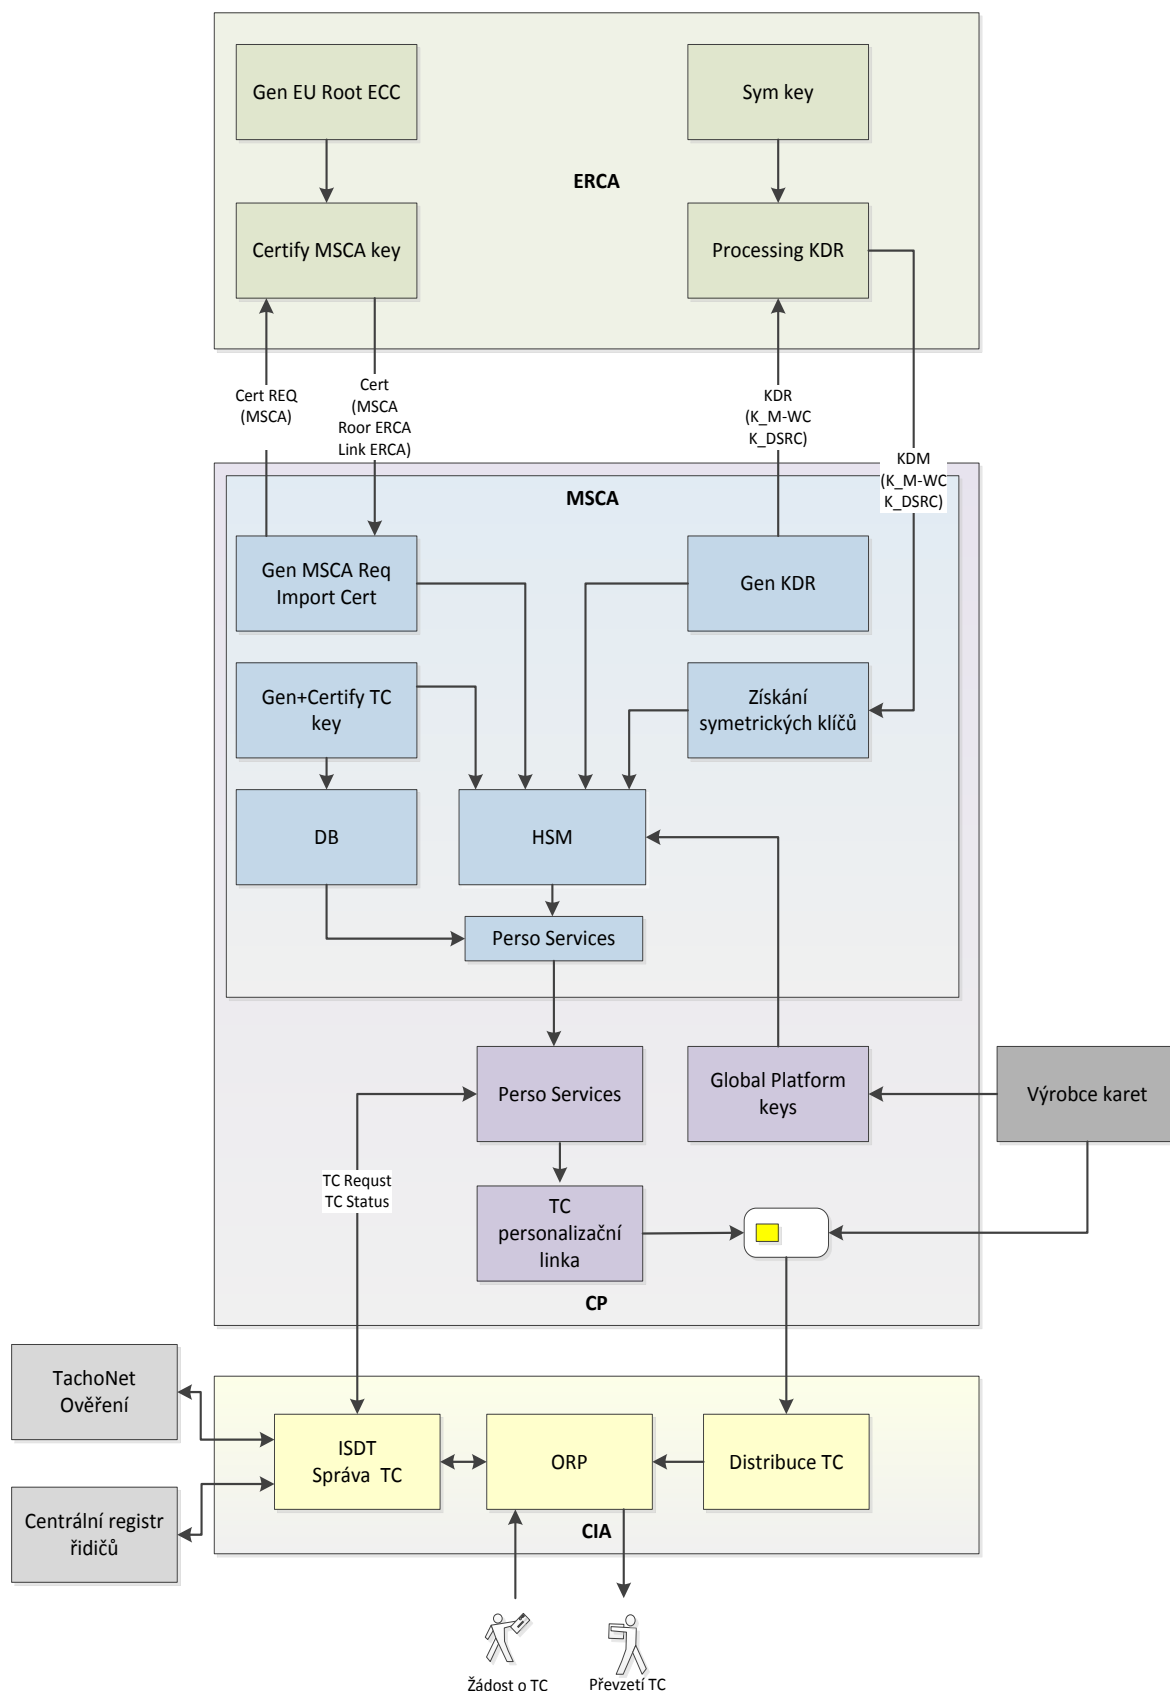 Gen EU Root ECC
Sym key
ERCA
Certify MSCA key
Processing KDR
Cert REQ
(MSCA)
Cert
(MSCA
Roor ERCA
Link ERCA)
KDR
(K_M-WC
K_DSRC)
KDM
(K_M-WC
K_DSRC)
MSCA
Gen MSCA Req
Import Cert
Gen KDR
Gen+Certify TC
key
Získání
symetrických klíčů
DB
HSM
Perso Services
Perso Services
Global Platform
keys
Výrobce karet
TC Requst
TC Status
TC
personalizační
linka
CP
TachoNet
Ověření
ISDT
Správa  TC
ORP
Distribuce TC
Centrální registr
řidičů
CIA
Žádost o TC
Převzetí TC